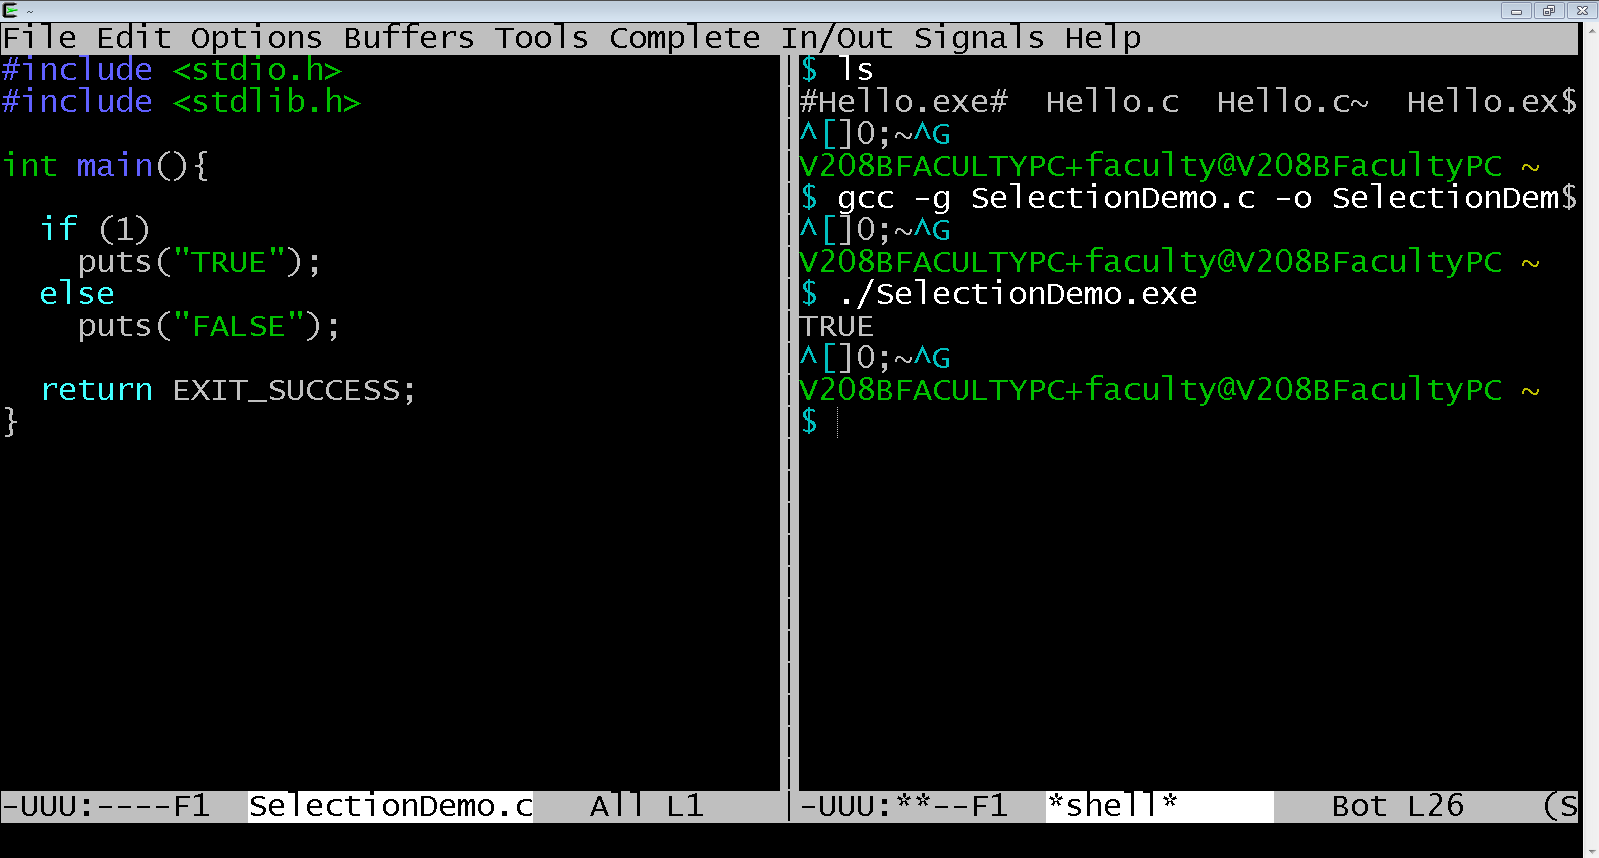 ~
File Edit Options Buffers Tools Complete In/Out Signals Help
#include <stdio.h>
#include <stdlib.h>

int main(){

  if (1)
    puts("TRUE");
  else
    puts("FALSE");

  return EXIT_SUCCESS;
}
-UUU:----F1  SelectionDemo.c   All L1
$ ls
#Hello.exe#  Hello.c  Hello.c~  Hello.ex$
^[]0;~^G
V208BFACULTYPC+faculty@V208BFacultyPC ~
$ gcc -g SelectionDemo.c -o SelectionDem$
^[]0;~^G
V208BFACULTYPC+faculty@V208BFacultyPC ~
$ ./SelectionDemo.exe
TRUE
^[]0;~^G
V208BFACULTYPC+faculty@V208BFacultyPC ~
$
-UUU:**--F1  *shell*        Bot L26    (S